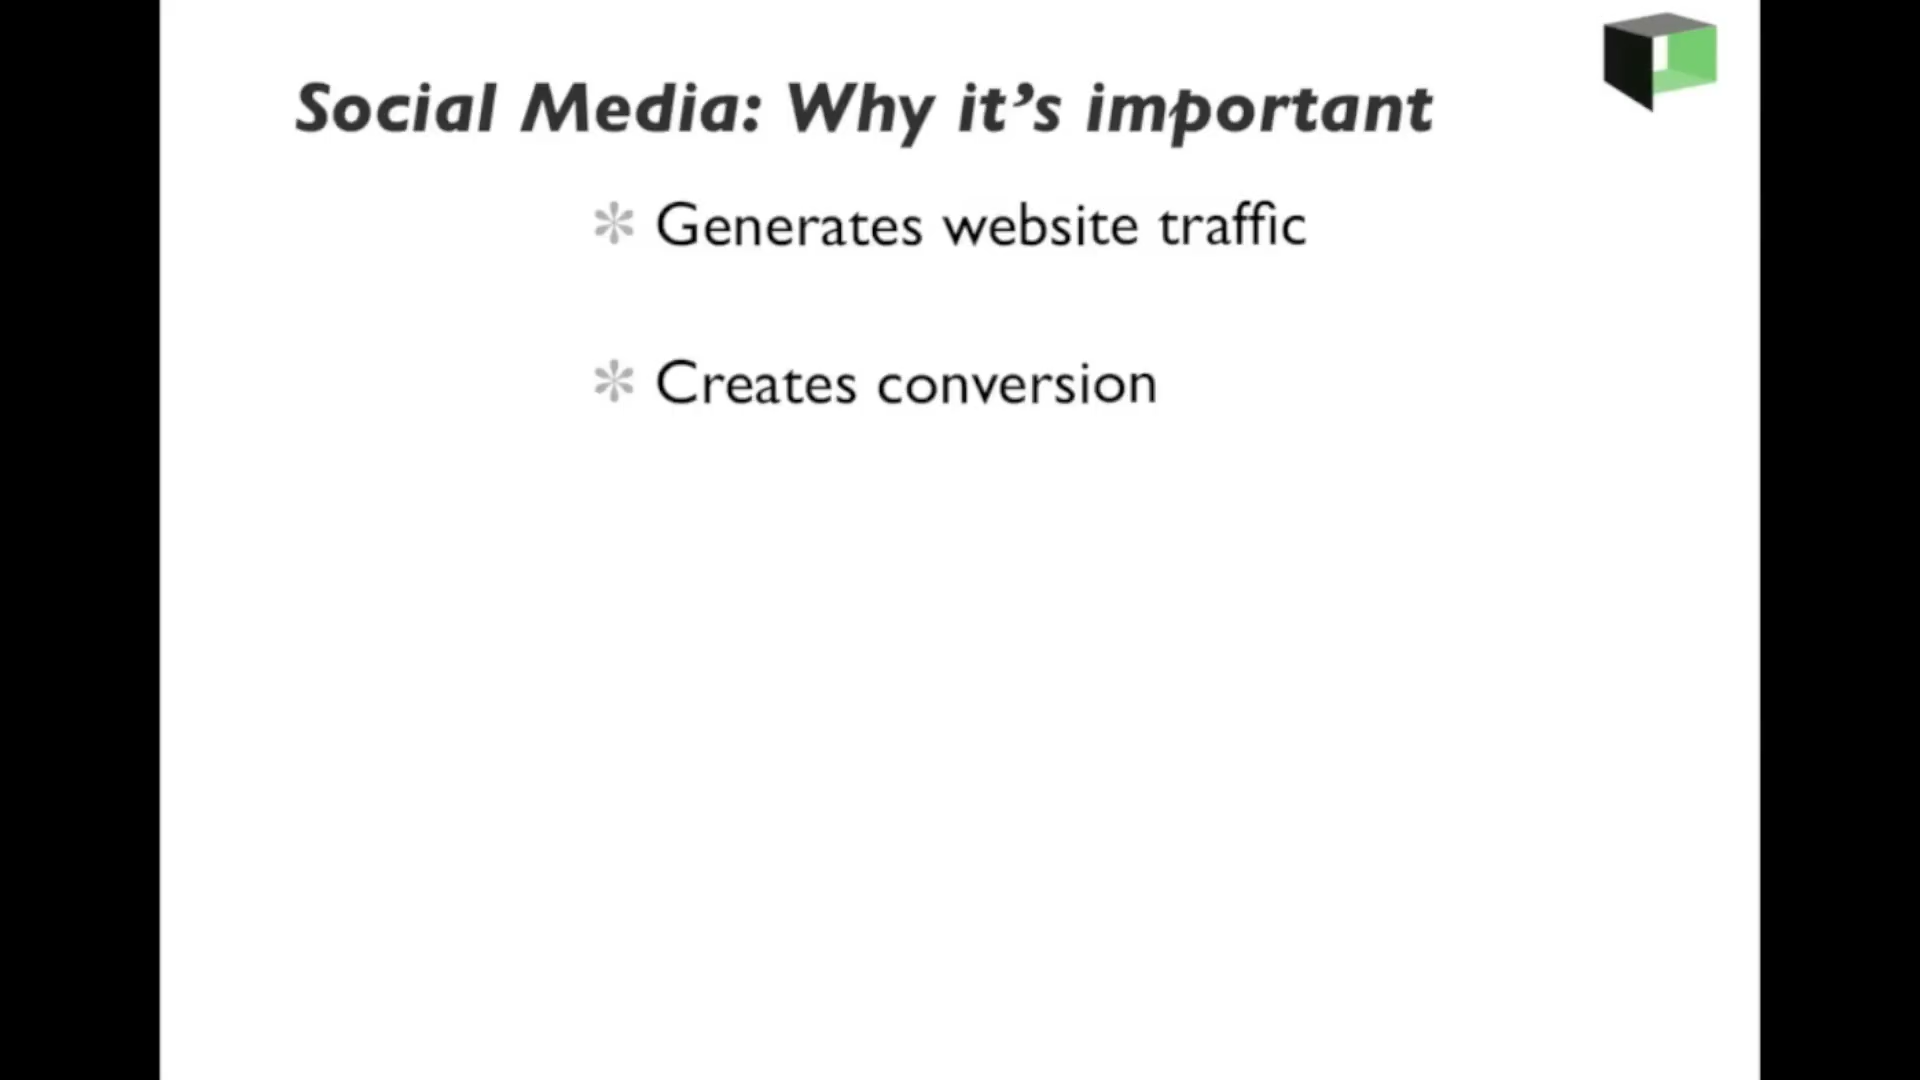 Social Media: Why it’s important
✻ Generates website traffic
✻ Creates conversion